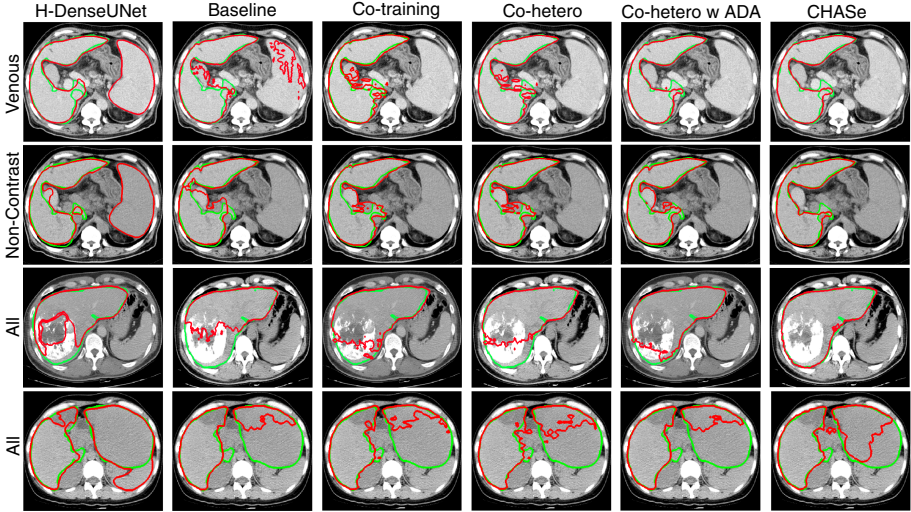 H-DenseUNet Baseline Co-training Co-hetero Co-hetero w ADA CHASe
Venous
Non-Contrast
All
All